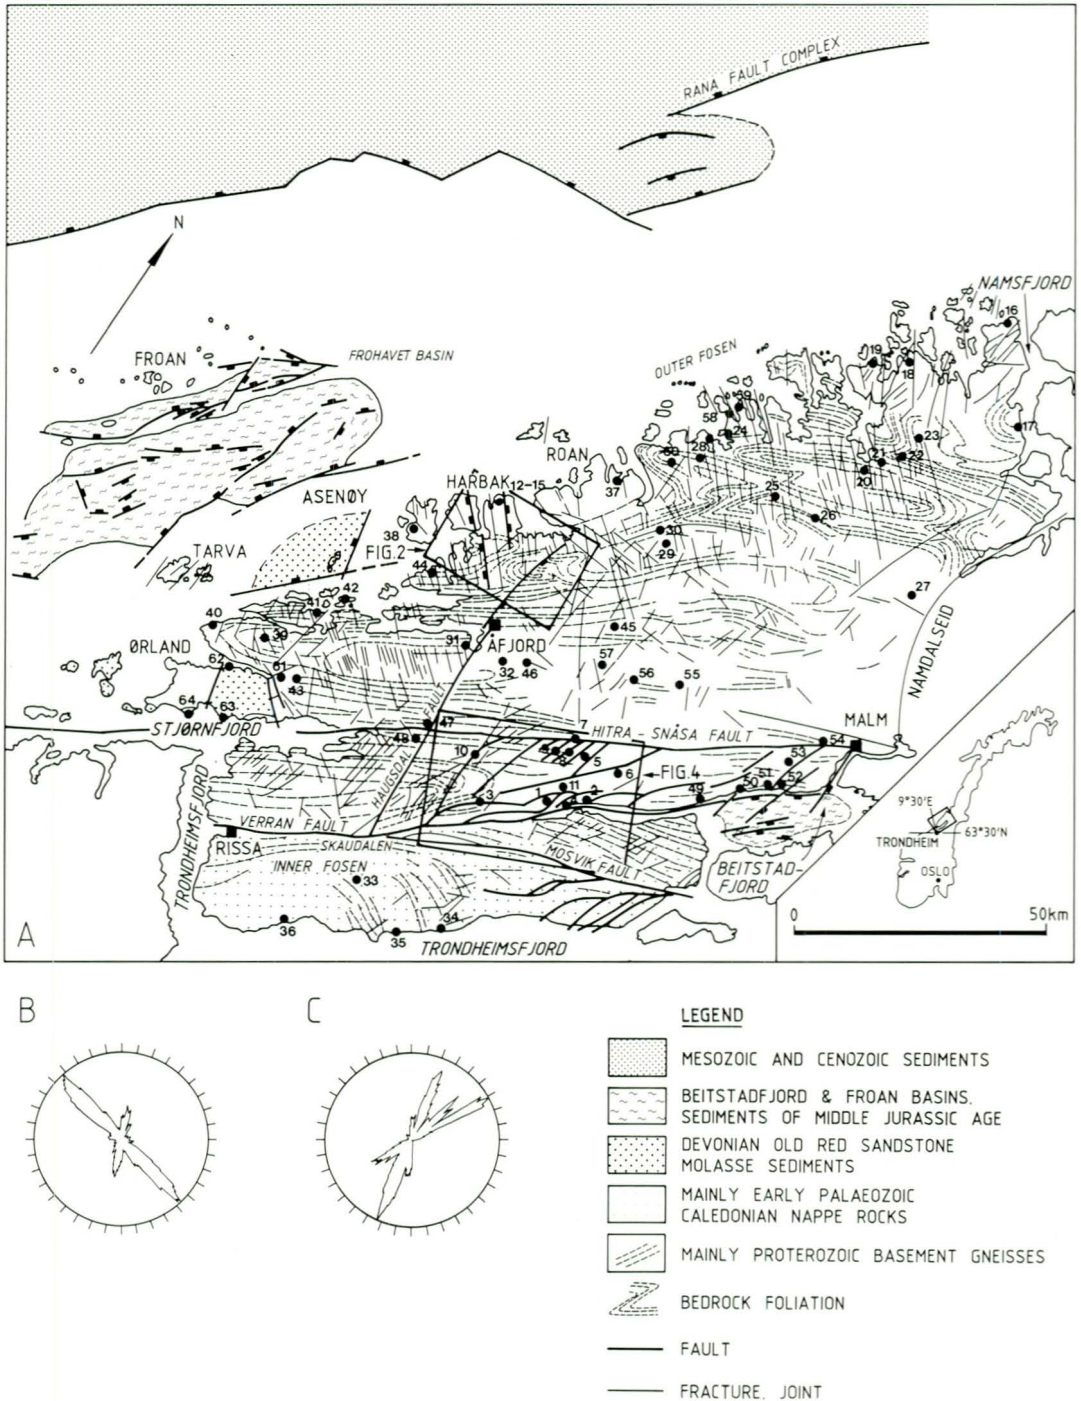 RANA FAULT COMPLEX
N
NAMSFJORD
16
FROAN
FROHAVET BASIN
OUTER FOSEN
19
18
59
58
24
17
23
ROAN
28
60
21
22
20
HARBAK
12-15
37
25
ASENØY
26
38
30
FIG.2
29
TARVA
44
42
41
27
40
39
45
31
ÅFJORD
ØRLAND
62
32
46
57
61
43
56
55
NAMDALSEID
64
63
STJØRNFJORD
47
7
HITRA - SNÅSA FAULT
MALM
48
54
HAUGSDAL FAULT
10
9
8
5
53
6
FIG.4
11
51
52
50
3
1
4
2
49
9°30'E
63°30'N
TRONDHEIM
OSLO
TRONDHEIMSFJORD
VERRAN FAULT
RISSA
SKAUDALEN
INNER FOSEN
MOSVIK FAULT
BEITSTAD-
FJORD
33
0
50km
36
35
34
TRONDHEIMSFJORD
A
B
C
LEGEND
MESOZOIC AND CENOZOIC SEDIMENTS
BEITSTADFJORD & FROAN BASINS.
SEDIMENTS OF MIDDLE JURASSIC AGE
DEVONIAN OLD RED SANDSTONE
MOLASSE SEDIMENTS
MAINLY EARLY PALAEOZOIC
CALEDONIAN NAPPE ROCKS
MAINLY PROTEROZOIC BASEMENT GNEISSES
BEDROCK FOLIATION
FAULT
FRACTURE. JOINT